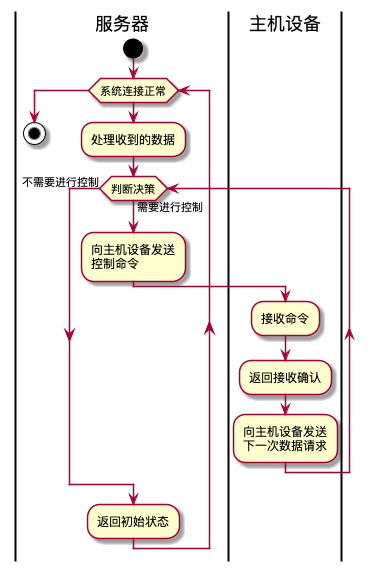 服务器
主机设备
系统连接正常
处理收到的数据
不需要进行控制
判断决策
需要进行控制
向主机设备发送
控制命令
接收命令
返回接收确认
向主机设备发送
下一次数据请求
返回初始状态